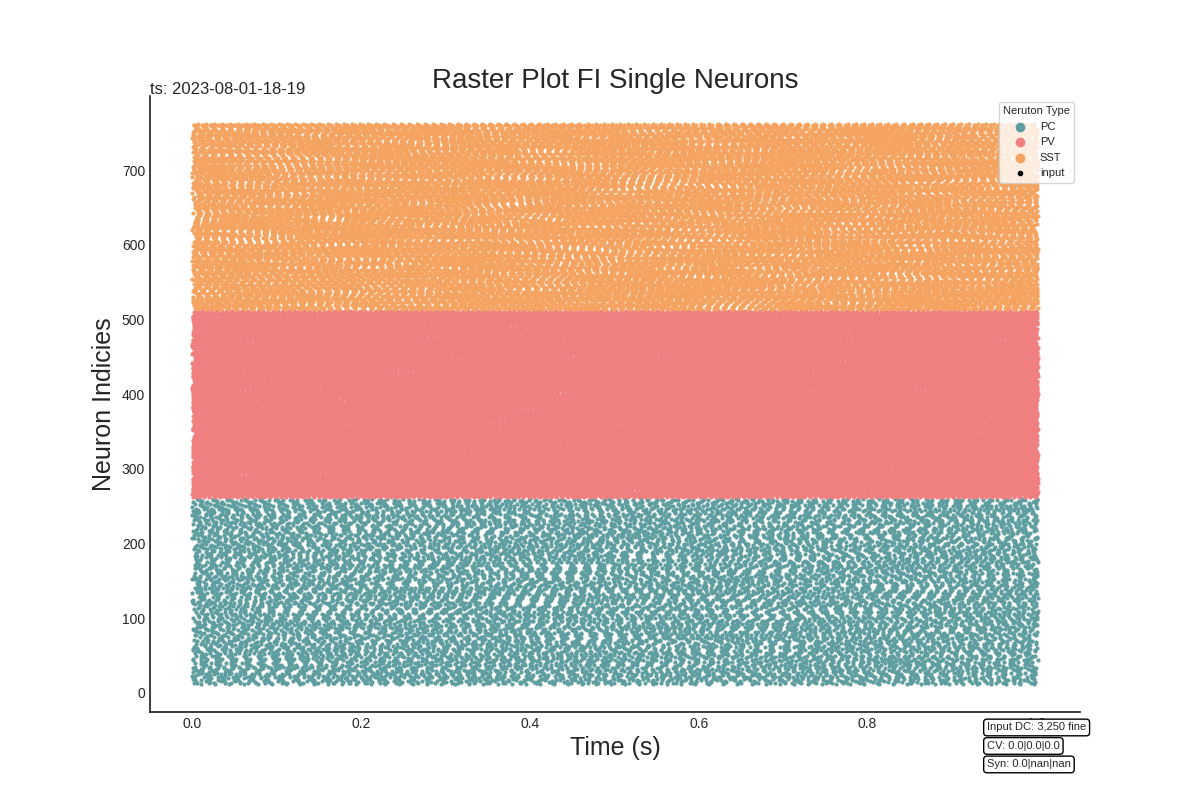 Raster Plot FI Single Neurons
ts: 2023-08-01-18-19
Neruton Type
PC
PV
SST
input
Neuron Indicies
700
600
500
400
300
200
100
0
0.0 0.2 0.4 0.6 0.8
Time (s)
Input DC: 3,250 fine
CV: 0.0|0.0|0.0
Syn: 0.0|nan|nan